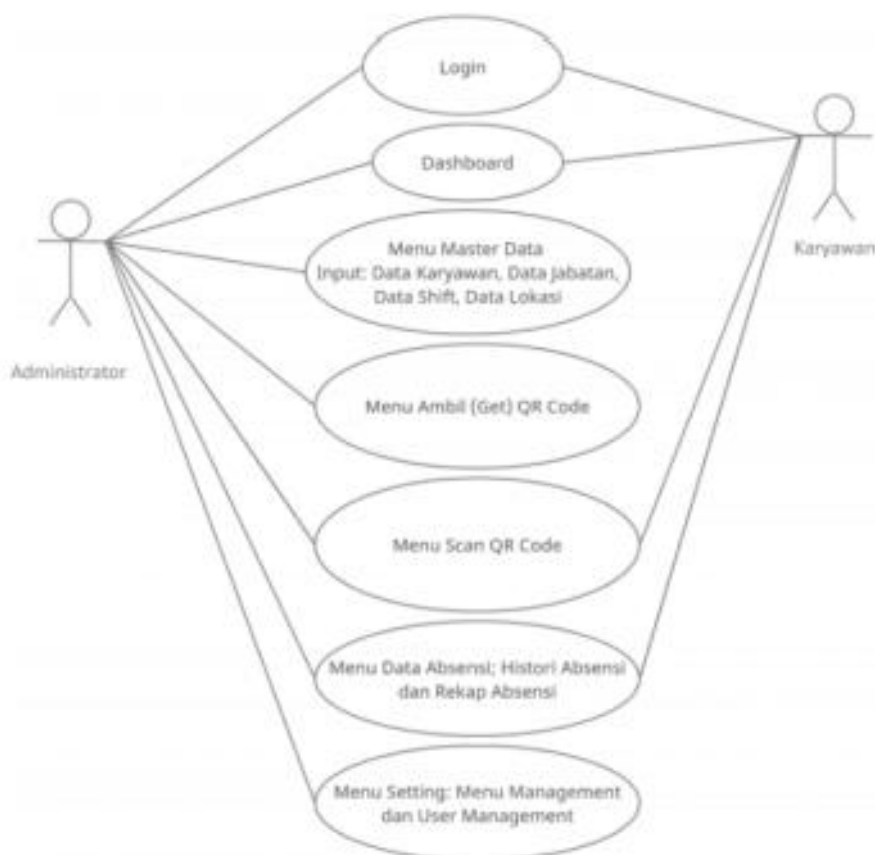 Login
Dashboard
Karyawan
Menu Master Data
Input: Data Karyawan, Data Jabatan,
Data Shift, Data Lokasi
Administrator
Menu Ambil (Get) QR Code
Menu Scan QR Code
Menu Data Absensi; Histori Absensi
dan Rekap Absensi
Menu Setting: Menu Management
dan User Management